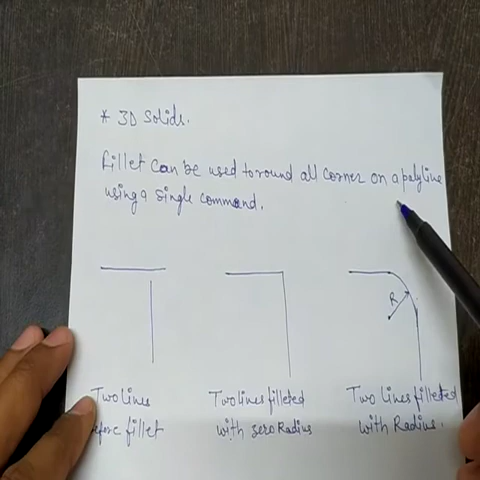 * 3D Solids.
Fillet can be used to round all corner on a polyline
using a single command.
R
Two lines
efore fillet
Two lines filleted
with zero Radius
Two lines filleted
with Radius.